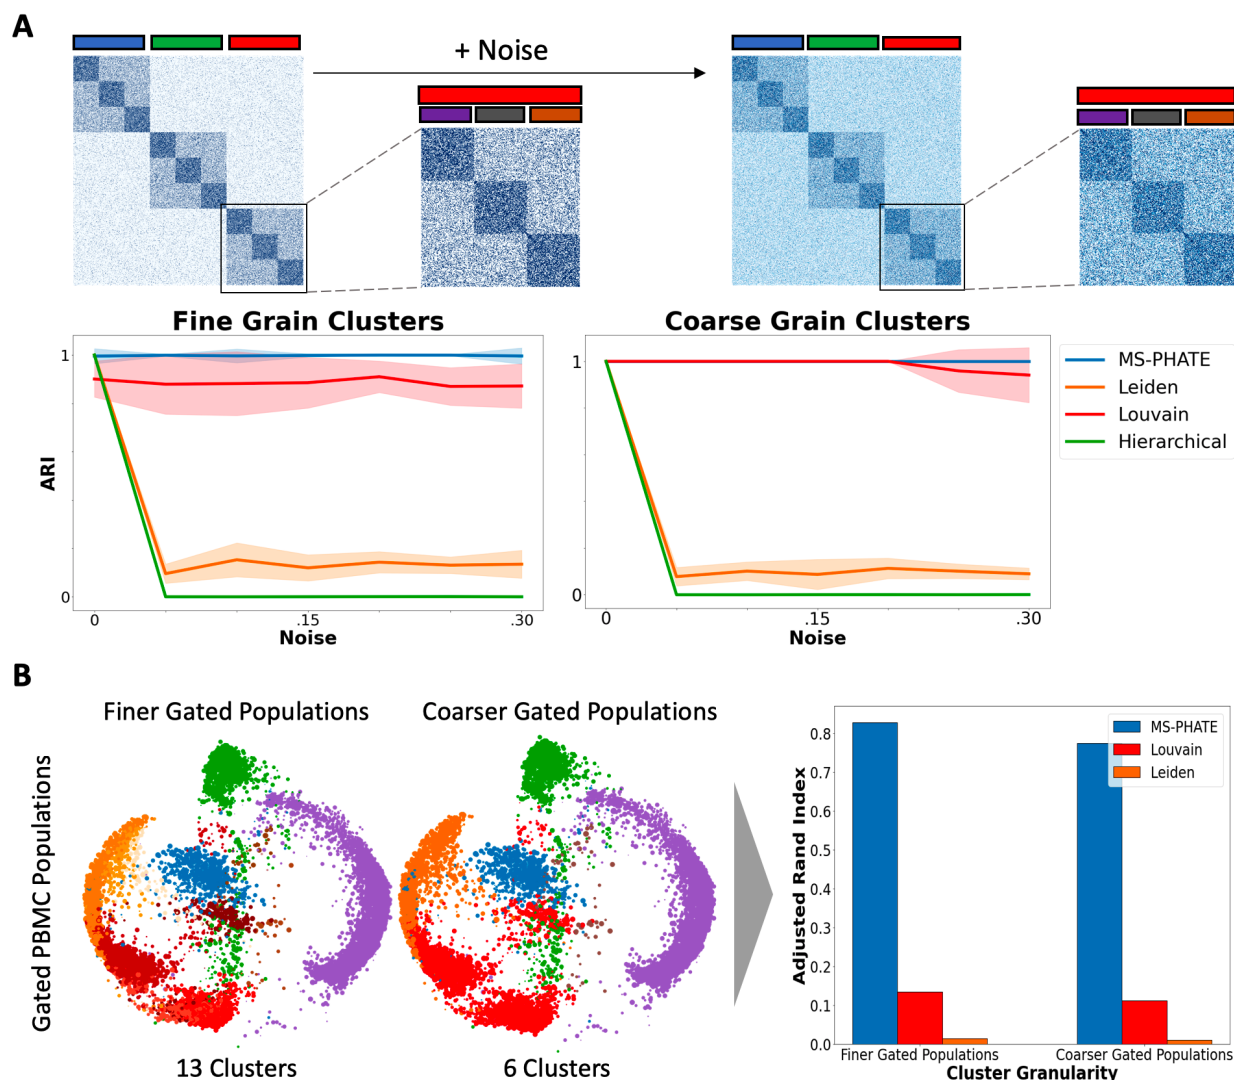 A
+ Noise
Fine Grain Clusters
Coarse Grain Clusters
1
0
ARI
0
.15
.30
Noise
1
0
0
.15
.30
Noise
MS-PHATE
Leiden
Louvain
Hierarchical
B
Finer Gated Populations
Coarser Gated Populations
Gated PBMC Populations
13 Clusters
6 Clusters
Adjusted Rand Index
0.8
0.7
0.6
0.5
0.4
0.3
0.2
0.1
0.0
MS-PHATE
Louvain
Leiden
Finer Gated Populations
Coarser Gated Populations
Cluster Granularity